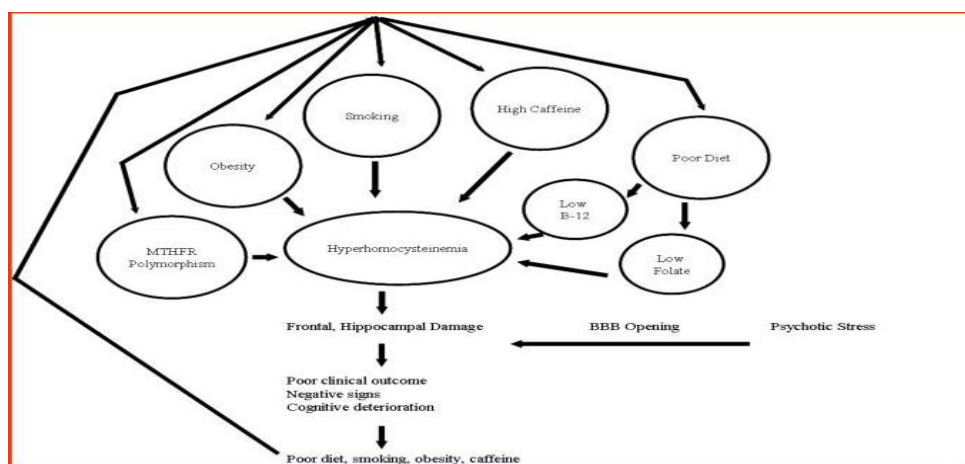 High Caffeine
Smoking
Obesity
Poor Diet
Low
B-12
MTHFR
Polymorphism
Hyperhomocysteinemia
Low
Folate
Frontal, Hippocampal Damage
BBB Opening
Psychotic Stress
Poor clinical outcome
Negative signs
Cognitive deterioration
Poor diet, smoking, obesity, caffeine